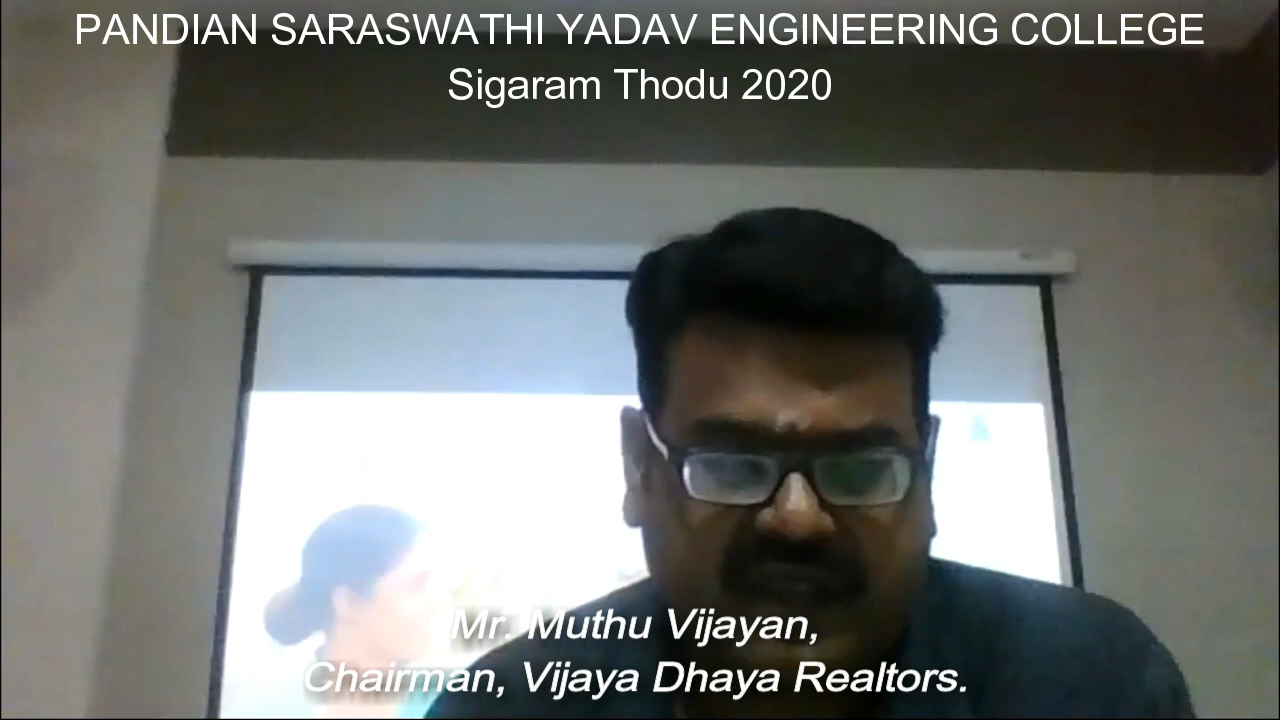 PANDIAN SARASWATHI YADAV ENGINEERING COLLEGE
Sigaram Thodu 2020
Mr. Muthu Vijayan,
Chairman, Vijaya Dhaya Realtors.